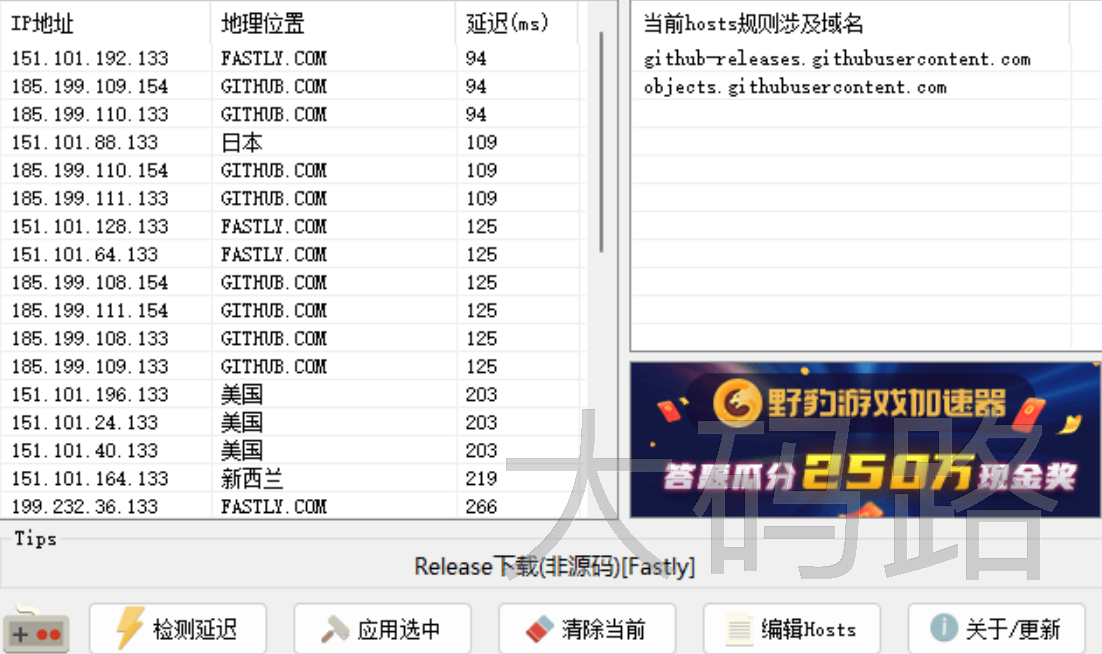 IP地址 地理位置 延迟(ms)
151.101.192.133 FASTLY.COM 94
185.199.109.154 GITHUB.COM 94
185.199.110.133 GITHUB.COM 94
151.101.88.133 日本 109
185.199.110.154 GITHUB.COM 109
185.199.111.133 GITHUB.COM 109
151.101.128.133 FASTLY.COM 125
151.101.64.133 FASTLY.COM 125
185.199.108.154 GITHUB.COM 125
185.199.111.154 GITHUB.COM 125
185.199.108.133 GITHUB.COM 125
185.199.109.133 GITHUB.COM 125
151.101.196.133 美国 203
151.101.24.133 美国 203
151.101.40.133 美国 203
151.101.164.133 新西兰 219
199.232.36.133 FASTLY.COM 266
当前hosts规则涉及域名
github-releases.githubusercontent.com
objects.githubusercontent.com
野豹游戏加速器
答题瓜分250万现金奖
大码路
Tips
Release下载(非源码)[Fastly]
检测延迟 应用选中 清除当前 编辑Hosts 关于/更新